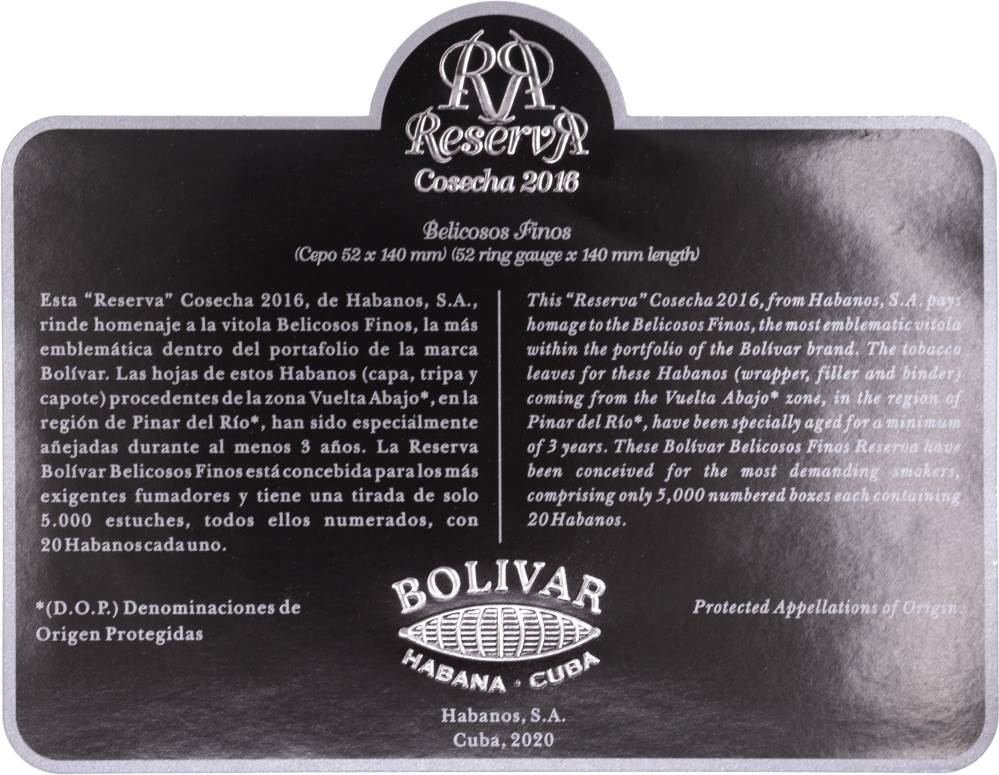 RR
Reserva
Cosecha 2016
Belicosos Finos
(Cepo 52 x 140 mm) (52 ring gauge x 140 mm length)
Esta “Reserva” Cosecha 2016, de Habanos, S.A.,
rinde homenaje a la vitola Belicosos Finos, la más
emblemática dentro del portafolio de la marca
Bolívar. Las hojas de estos Habanos (capa, tripa y
capote) procedentes de la zona Vuelta Abajo*, en la
región de Pinar del Río*, han sido especialmente
añejadas durante al menos 3 años. La Reserva
Bolívar Belicosos Finos está concebida para los más
exigentes fumadores y tiene una tirada de solo
5.000 estuches, todos ellos numerados, con
20 Habanos cada uno.
This “Reserva” Cosecha 2016, from Habanos, S.A. pays
homage to the Belicosos Finos, the most emblematic vitola
within the portfolio of the Bolívar brand. The tobacco
leaves for these Habanos (wrapper, filler and binder)
coming from the Vuelta Abajo* zone, in the region of
Pinar del Río*, have been specially aged for a minimum
of 3 years. These Bolívar Belicosos Finos Reserva have
been conceived for the most demanding smokers,
comprising only 5,000 numbered boxes each containing
20 Habanos.
*(D.O.P.) Denominaciones de
Origen Protegidas
Protected Appellations of Origin.
BOLIVAR
HABANA · CUBA
Habanos, S.A.
Cuba, 2020